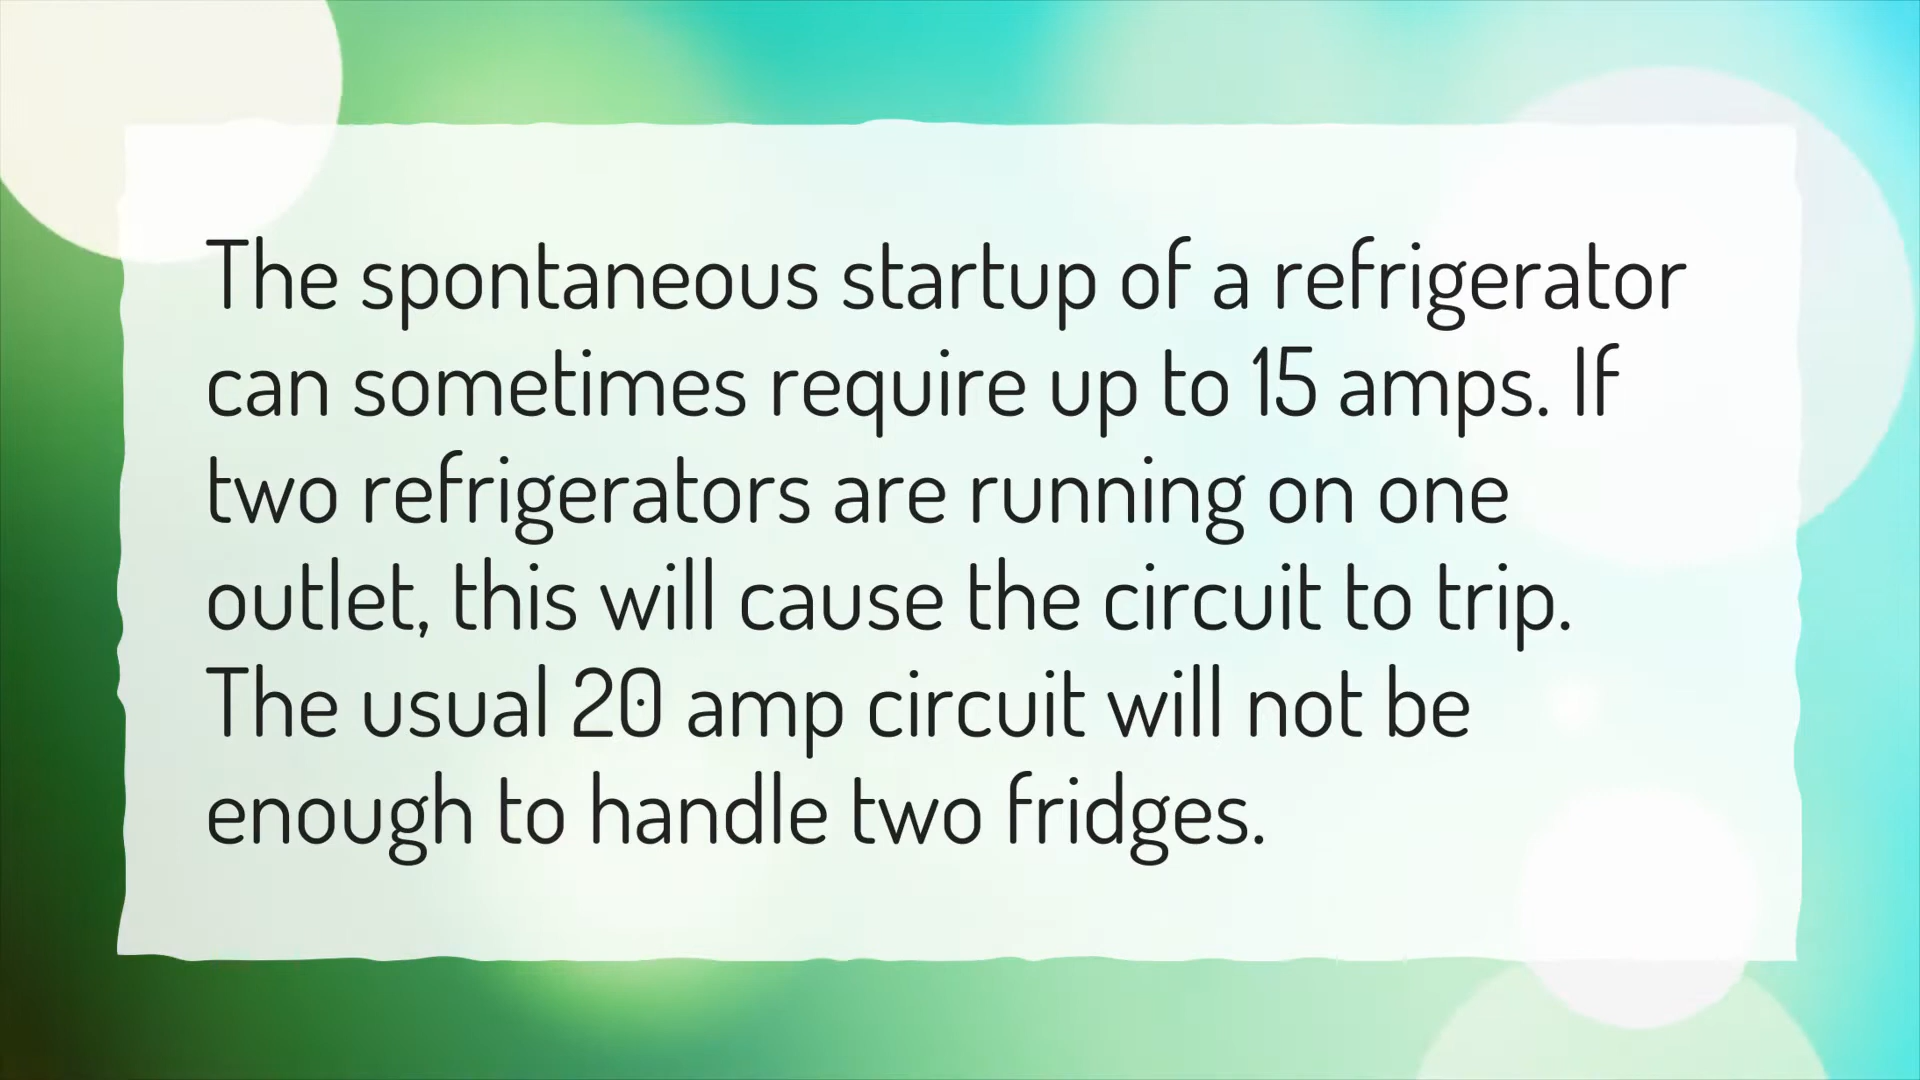 The spontaneous startup of a refrigerator
can sometimes require up to 15 amps. If
two refrigerators are running on one
outlet, this will cause the circuit to trip.
The usual 20 amp circuit will not be
enough to handle two fridges.